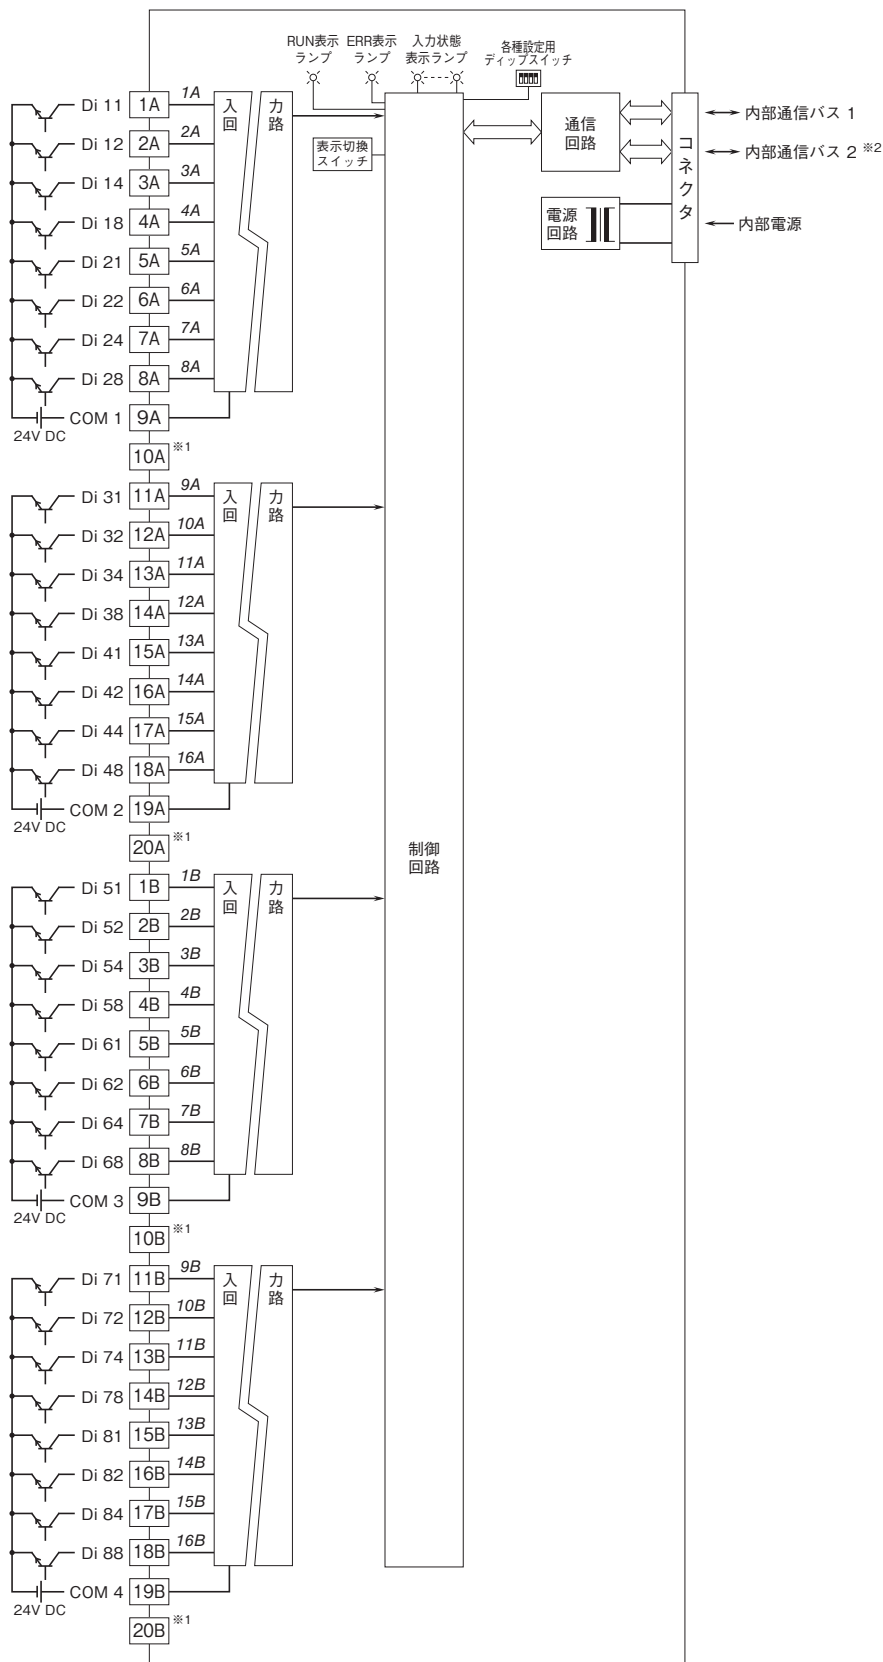 RUN表示
ランプ
ERR表示
ランプ
入力状態
表示ランプ
各種設定用
ディップスイッチ
表示切換
スイッチ
通信
回路
コネクタ
内部通信バス 1
内部通信バス 2 ※2
電源
回路
内部電源
制御
回路
Di 11 1A 1A
Di 12 2A 2A
Di 14 3A 3A
Di 18 4A 4A
Di 21 5A 5A
Di 22 6A 6A
Di 24 7A 7A
Di 28 8A 8A
COM 1 9A
24V DC
10A ※1
入力
回路
Di 31 11A 9A
Di 32 12A 10A
Di 34 13A 11A
Di 38 14A 12A
Di 41 15A 13A
Di 42 16A 14A
Di 44 17A 15A
Di 48 18A 16A
COM 2 19A
24V DC
20A ※1
入力
回路
Di 51 1B 1B
Di 52 2B 2B
Di 54 3B 3B
Di 58 4B 4B
Di 61 5B 5B
Di 62 6B 6B
Di 64 7B 7B
Di 68 8B 8B
COM 3 9B
24V DC
10B ※1
入力
回路
Di 71 11B 9B
Di 72 12B 10B
Di 74 13B 11B
Di 78 14B 12B
Di 81 15B 13B
Di 82 16B 14B
Di 84 17B 15B
Di 88 18B 16B
COM 4 19B
24V DC
20B ※1
入力
回路